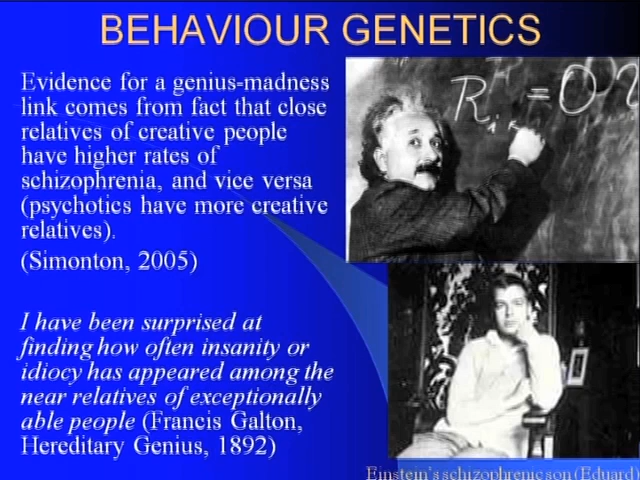 BEHAVIOUR GENETICS
Evidence for a genius-madness
link comes from fact that close
relatives of creative people
have higher rates of
schizophrenia, and vice versa
(psychotics have more creative
relatives).
(Simonton, 2005)
I have been surprised at
finding how often insanity or
idiocy has appeared among the
near relatives of exceptionally
able people (Francis Galton,
Hereditary Genius, 1892)
R = 0
Einstein's schizophrenic son (Eduard)